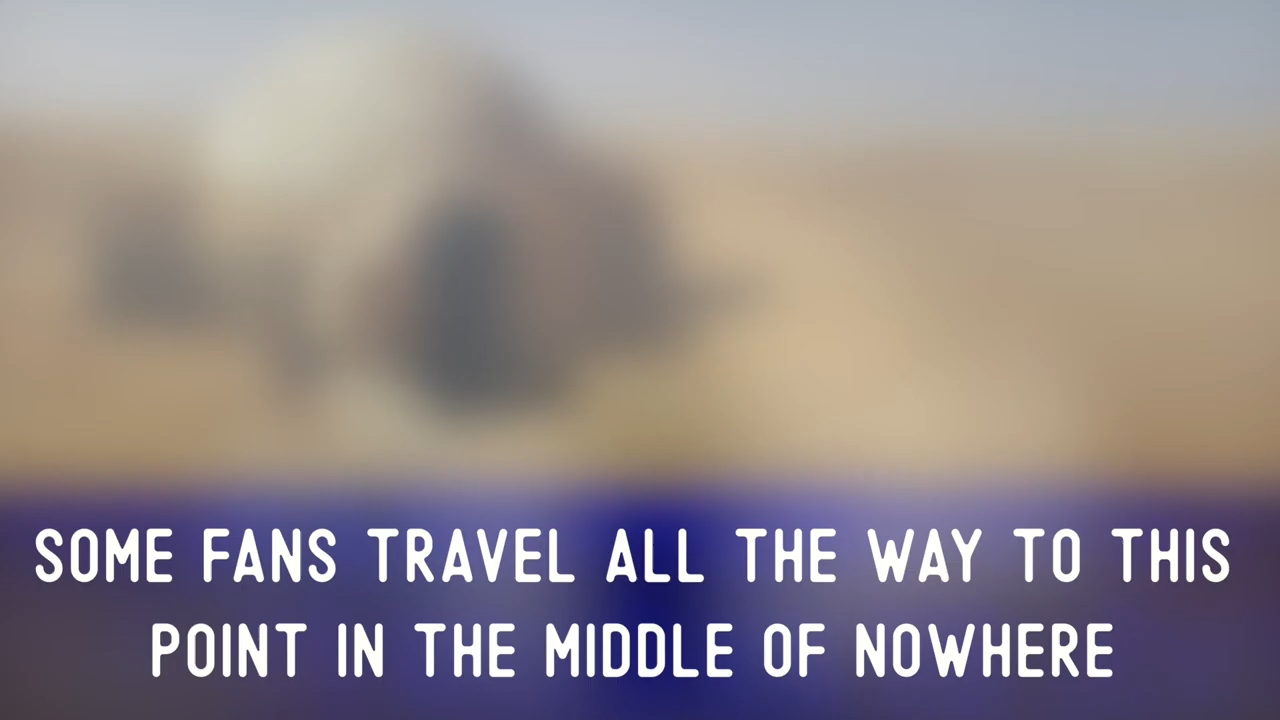 SOME FANS TRAVEL ALL THE WAY TO THIS
POINT IN THE MIDDLE OF NOWHERE